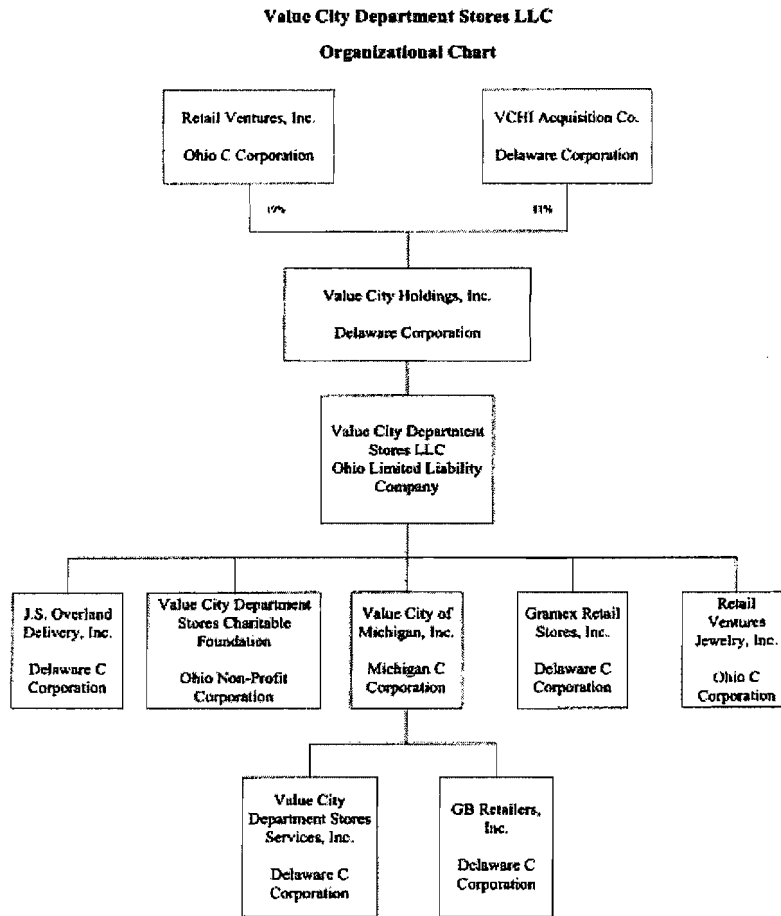 Value City Department Stores LLC
Organizational Chart
Retail Ventures, Inc.
Ohio C Corporation
VCHI Acquisition Co.
Delaware Corporation
19%
81%
Value City Holdings, Inc.
Delaware Corporation
Value City Department
Stores LLC
Ohio Limited Liability
Company
J.S. Overland
Delivery, Inc.
Delaware C
Corporation
Value City Department
Stores Charitable
Foundation
Ohio Non-Profit
Corporation
Value City of
Michigan, Inc.
Michigan C
Corporation
Gramex Retail
Stores, Inc.
Delaware C
Corporation
Retail
Ventures
Jewelry, Inc.
Ohio C
Corporation
Value City
Department Stores
Services, Inc.
Delaware C
Corporation
GB Retailers,
Inc.
Delaware C
Corporation